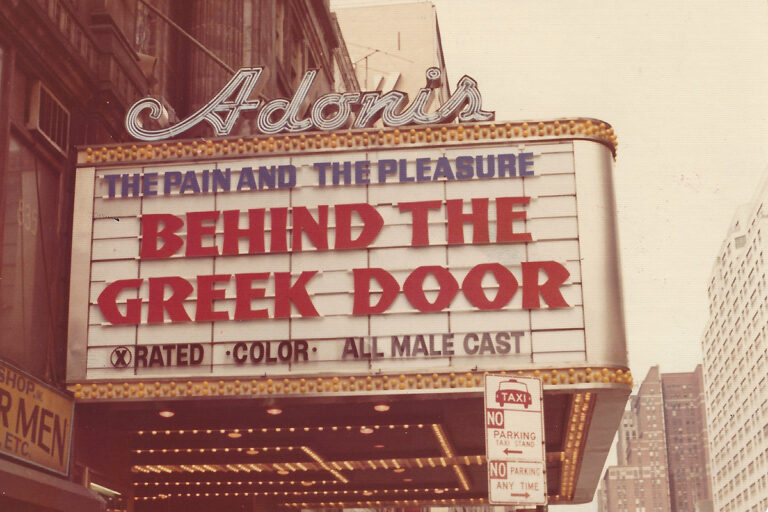 Adonis
THE PAIN AND THE PLEASURE
BEHIND THE
GREEK DOOR
X RATED ·COLOR· ALL MALE CAST
SHOP
R MEN
ETC.
TAXI
NO
PARKING
TAXI STAND
NO PARKING
ANY TIME